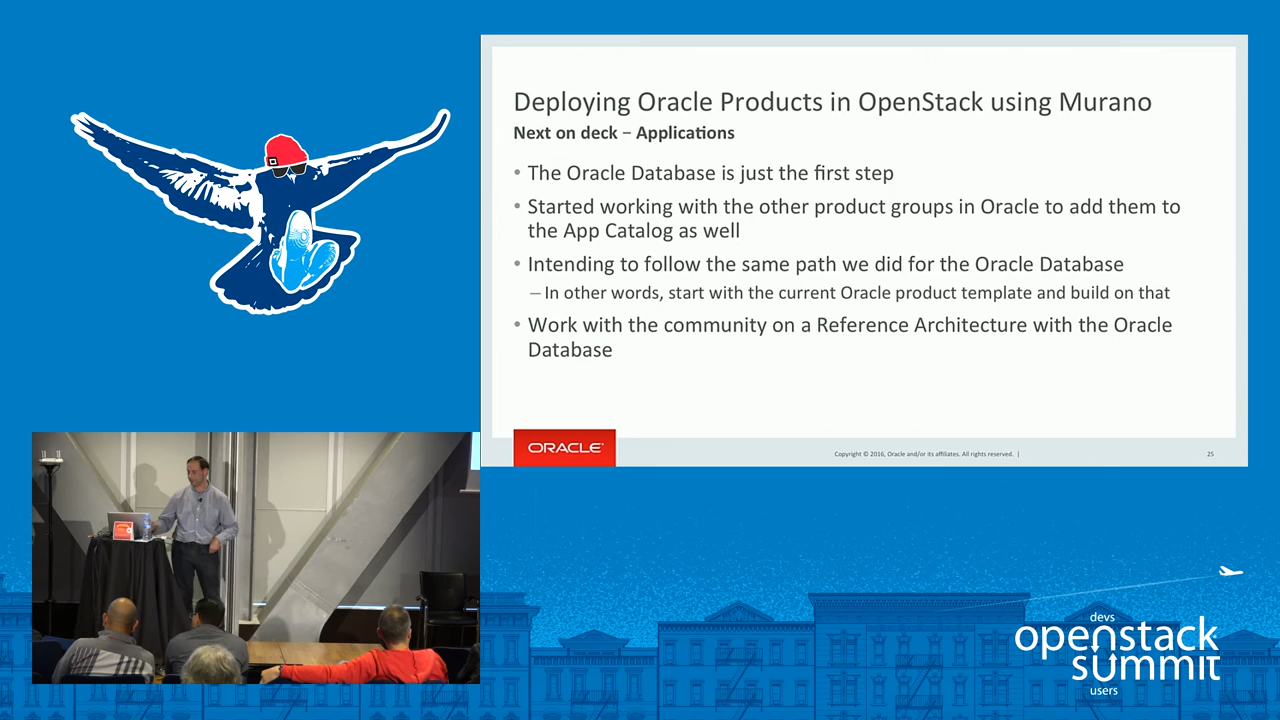 Deploying Oracle Products in OpenStack using Murano
Next on deck – Applications
• The Oracle Database is just the first step
• Started working with the other product groups in Oracle to add them to
the App Catalog as well
• Intending to follow the same path we did for the Oracle Database
– In other words, start with the current Oracle product template and build on that
• Work with the community on a Reference Architecture with the Oracle
Database
ORACLE
Copyright © 2016, Oracle and/or its affiliates. All rights reserved. |
25
devs
openstack
summit
users